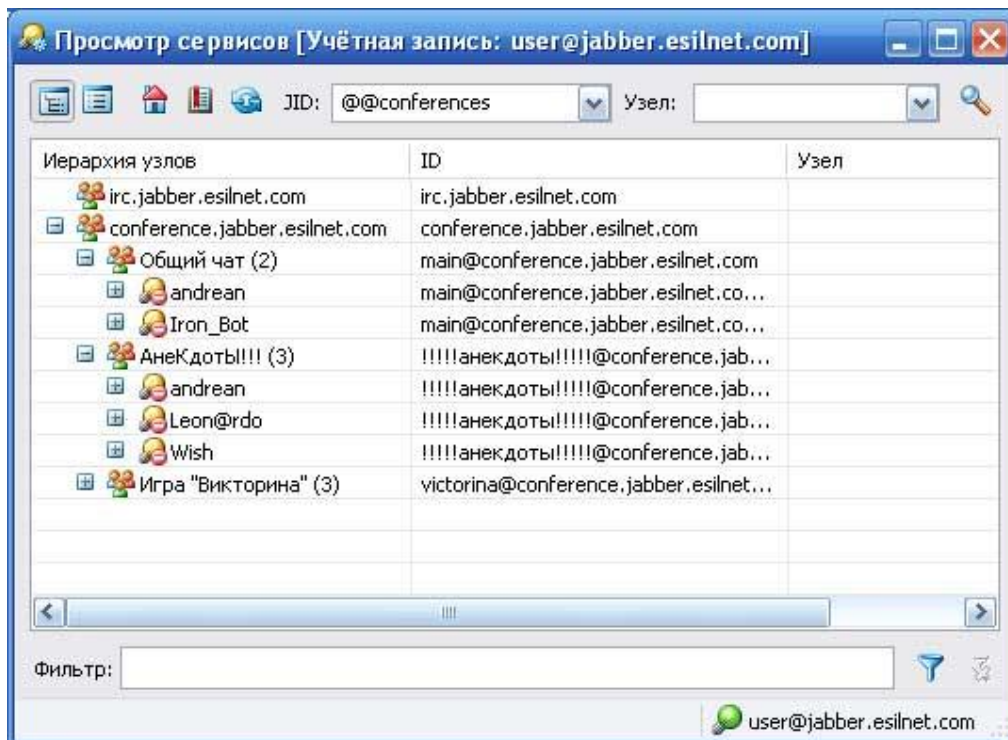 Просмотр сервисов [Учётная запись: user@jabber.esilnet.com]
JID: @@conferences Узел:
Иерархия узлов ID Узел
irc.jabber.esilnet.com irc.jabber.esilnet.com
conference.jabber.esilnet.com conference.jabber.esilnet.com
Общий чат (2) main@conference.jabber.esilnet.com
andrean main@conference.jabber.esilnet.co...
Iron_Bot main@conference.jabber.esilnet.co...
АнеКдотЫ!!! (3) !!!!!анекдоты!!!!!@conference.jab...
andrean !!!!!анекдоты!!!!!@conference.jab...
Leon@rdo !!!!!анекдоты!!!!!@conference.jab...
Wish !!!!!анекдоты!!!!!@conference.jab...
Игра "Викторина" (3) victorina@conference.jabber.esilnet...
Фильтр:
user@jabber.esilnet.com